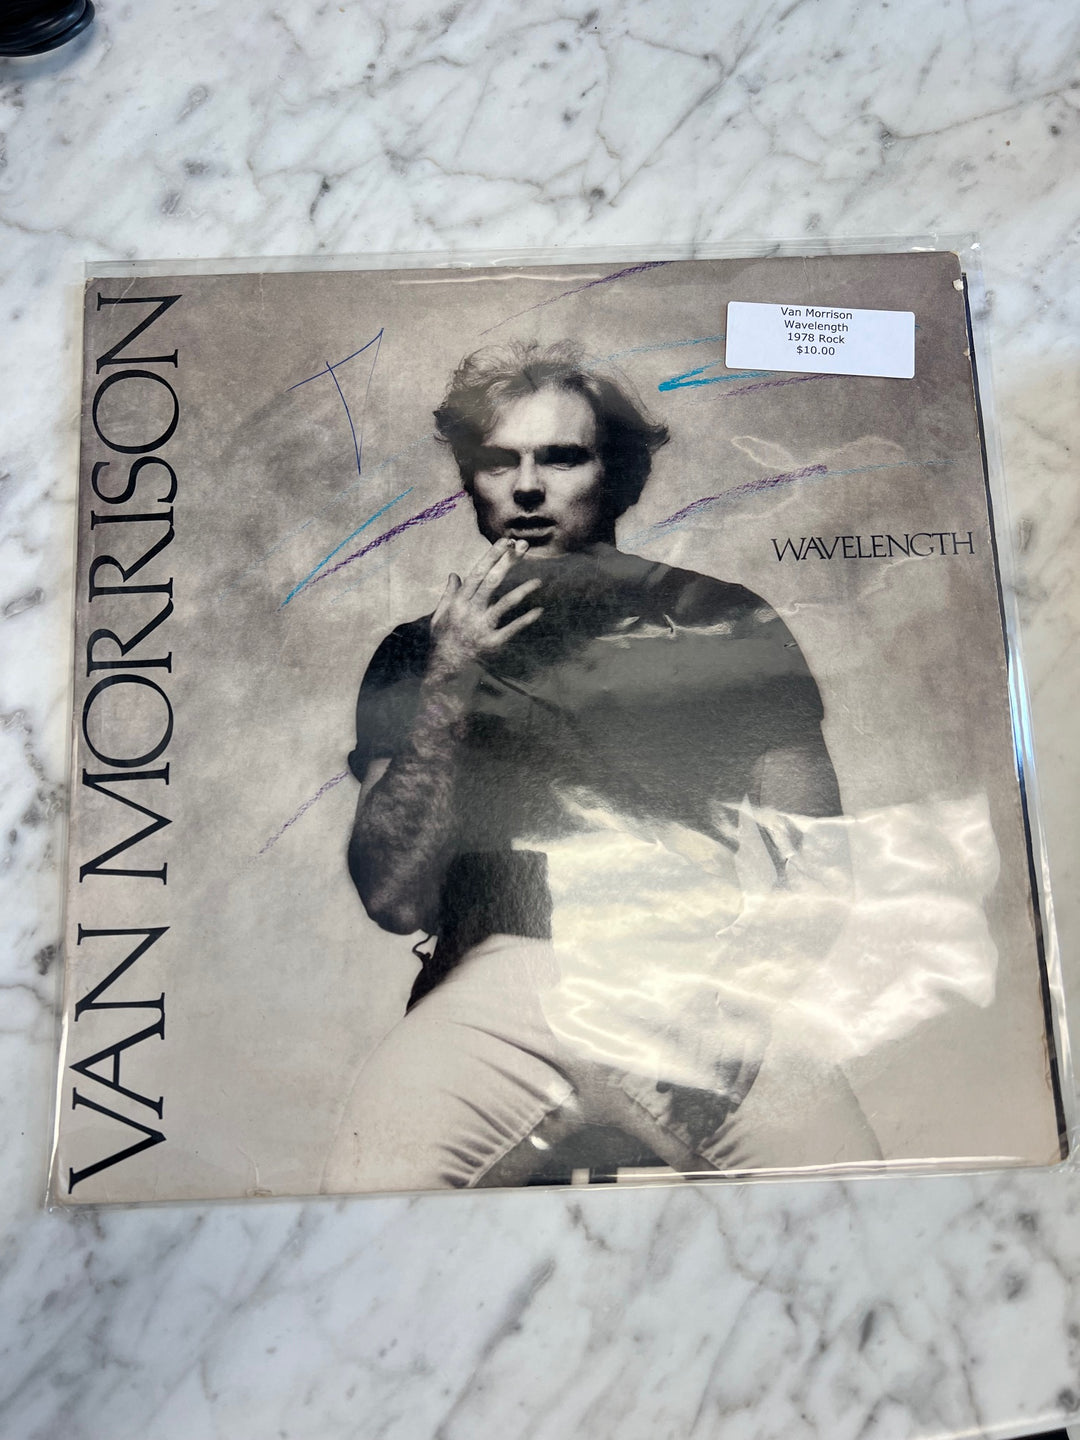 VAN MORRISON
Van Morrison
Wavelength
1978 Rock
$10.00
WAVELENGTH